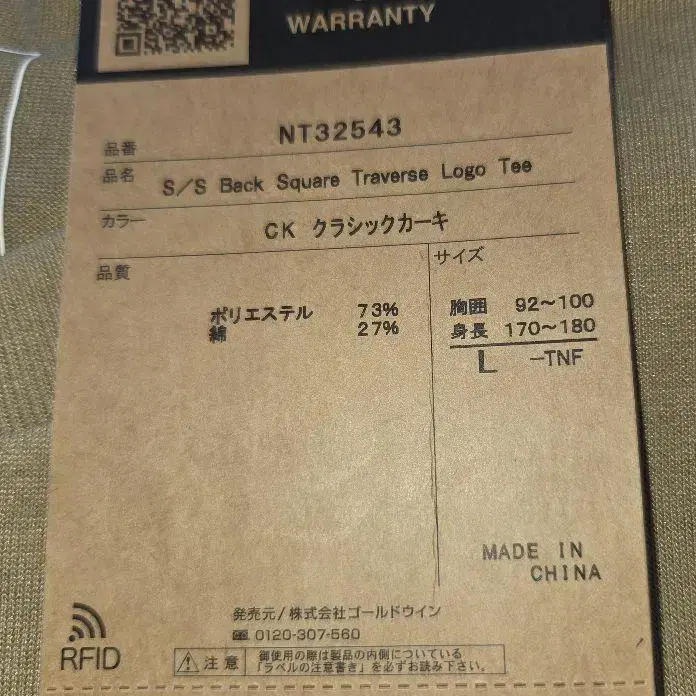 WARRANTY
品番 NT32543
品名 S/S Back Square Traverse Logo Tee
カラー CK クラシックカーキ
品質
サイズ
ポリエステル 73%
綿 27%
胸囲 92～100
身長 170～180
L -TNF
MADE IN
CHINA
発売元/株式会社ゴールドウイン
0120-307-560
RFID
注意
御使用の際は製品の内側についている
「ラベルの注意書き」を必ずお読み下さい。